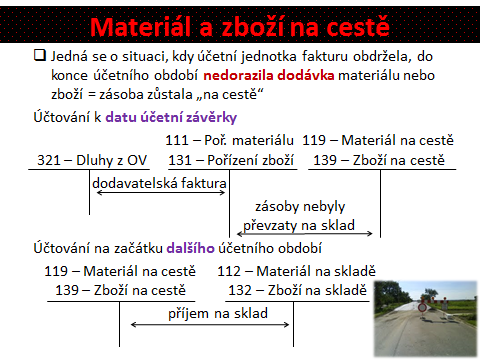 Materiál a zboží na cestě
Jedná se o situaci, kdy účetní jednotka fakturu obdržela, do
konce účetního období nedorazila dodávka materiálu nebo
zboží = zásoba zůstala „na cestě“
Účtování k datu účetní závěrky
111 – Poř. materiálu 119 – Materiál na cestě
321 – Dluhy z OV 131 – Pořízení zboží 139 – Zboží na cestě
dodavatelská faktura
zásoby nebyly
převzaty na sklad
Účtování na začátku dalšího účetního období
119 – Materiál na cestě 112 – Materiál na skladě
139 – Zboží na cestě 132 – Zboží na skladě
příjem na sklad